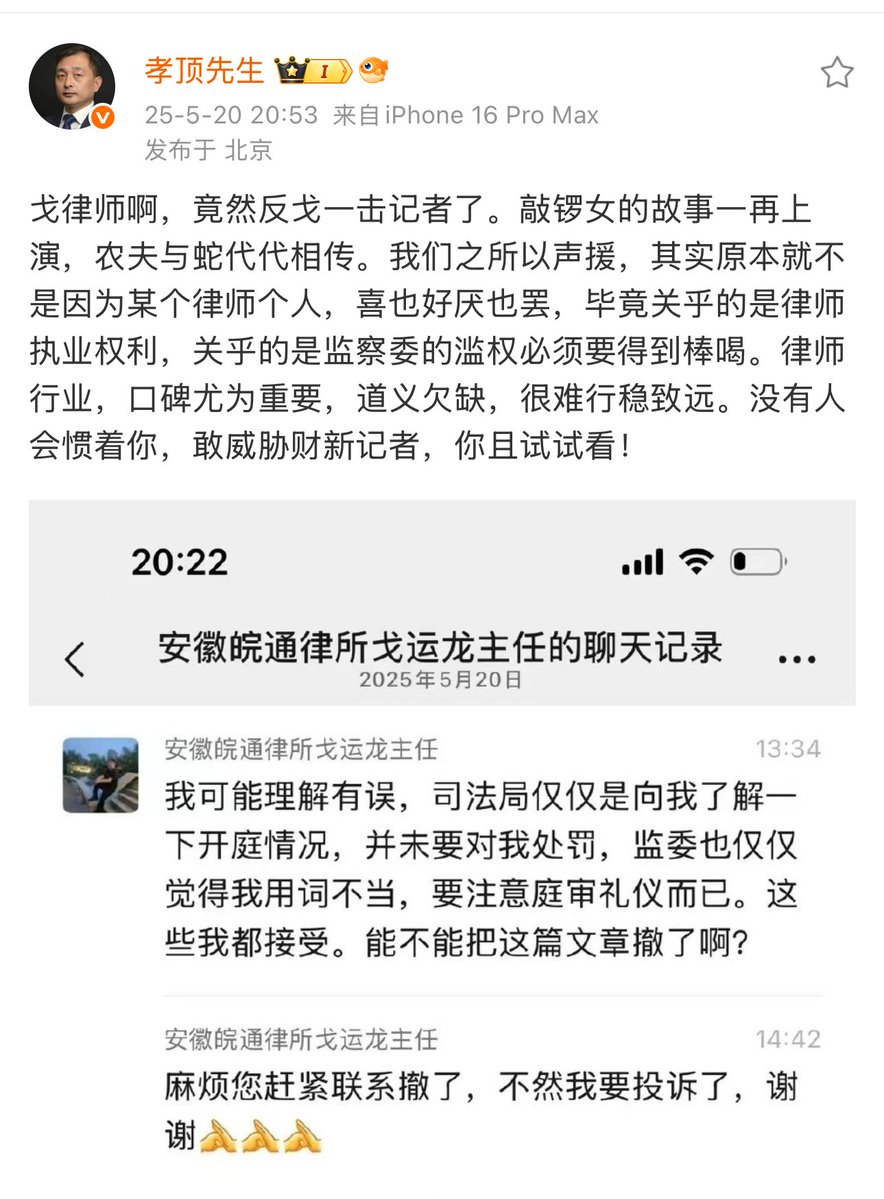 孝顶先生
25-5-20 20:53 来自iPhone 16 Pro Max
发布于 北京
戈律师啊，竟然反戈一击记者了。敲锣女的故事一再上
演，农夫与蛇代代相传。我们之所以声援，其实原本就不
是因为某个律师个人，喜也好厌也罢，毕竟关乎的是律师
执业权利，关乎的是监察委的滥权必须要得到棒喝。律师
行业，口碑尤为重要，道义欠缺，很难行稳致远。没有人
会惯着你，敢威胁财新记者，你且试试看！
20:22
安徽皖通律所戈运龙主任的聊天记录
2025年5月20日
安徽皖通律所戈运龙主任 13:34
我可能理解有误，司法局仅仅是向我了解一
下开庭情况，并未要对我处罚，监委也仅仅
觉得我用词不当，要注意庭审礼仪而已。这
些我都接受。能不能把这篇文章撤了啊？
安徽皖通律所戈运龙主任 14:42
麻烦您赶紧联系撤了，不然我要投诉了，谢
谢🙏🙏🙏